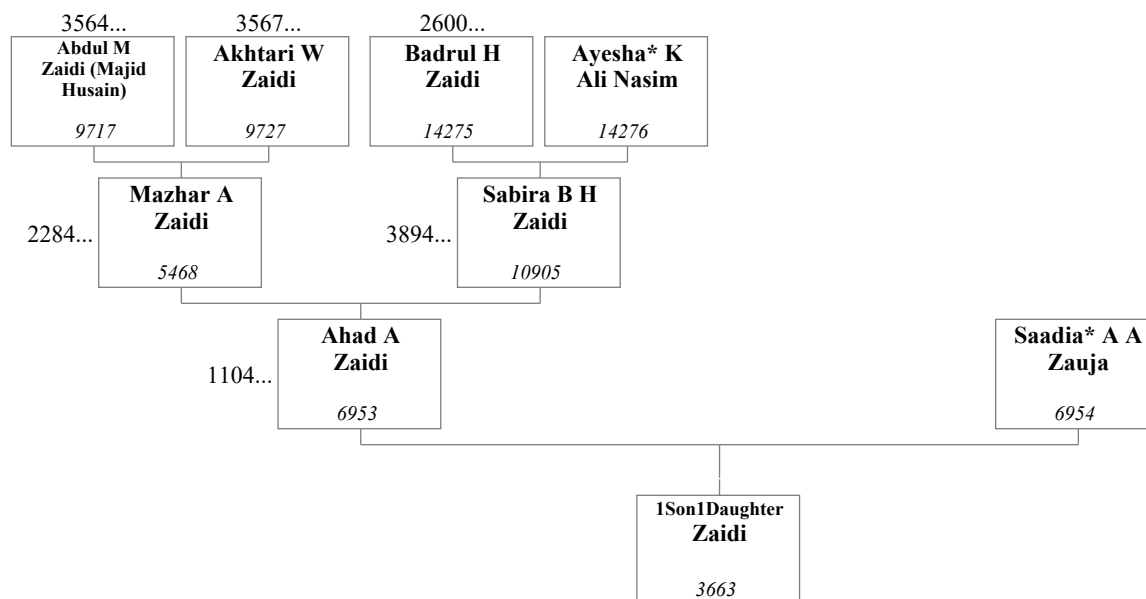 3564...
3567...
2600...
Abdul M
Zaidi (Majid
Husain)
9717
Akhtari W
Zaidi
9727
Badrul H
Zaidi
14275
Ayesha* K
Ali Nasim
14276
2284...
Mazhar A
Zaidi
5468
3894...
Sabira B H
Zaidi
10905
1104...
Ahad A
Zaidi
6953
Saadia* A A
Zauja
6954
1Son1Daughter
Zaidi
3663